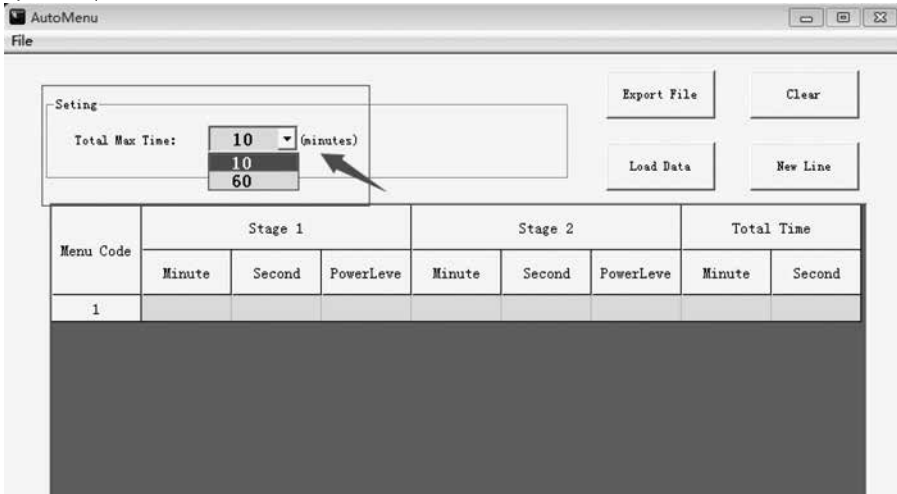 AutoMenu
File
Seting
Total Max Time: 10 (minutes)
10
60
Export File
Clear
Load Data
New Line
Menu Code
Stage 1
Stage 2
Total Time
Minute
Second
PowerLeve
Minute
Second
PowerLeve
Minute
Second
1